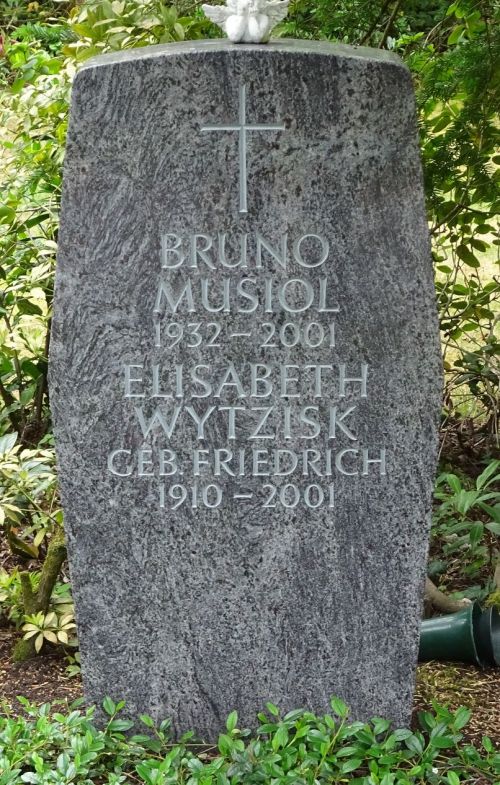 BRUNO
MUSIOL
1932 – 2001
ELISABETH
WYTZISK
GEB. FRIEDRICH
1910 – 2001